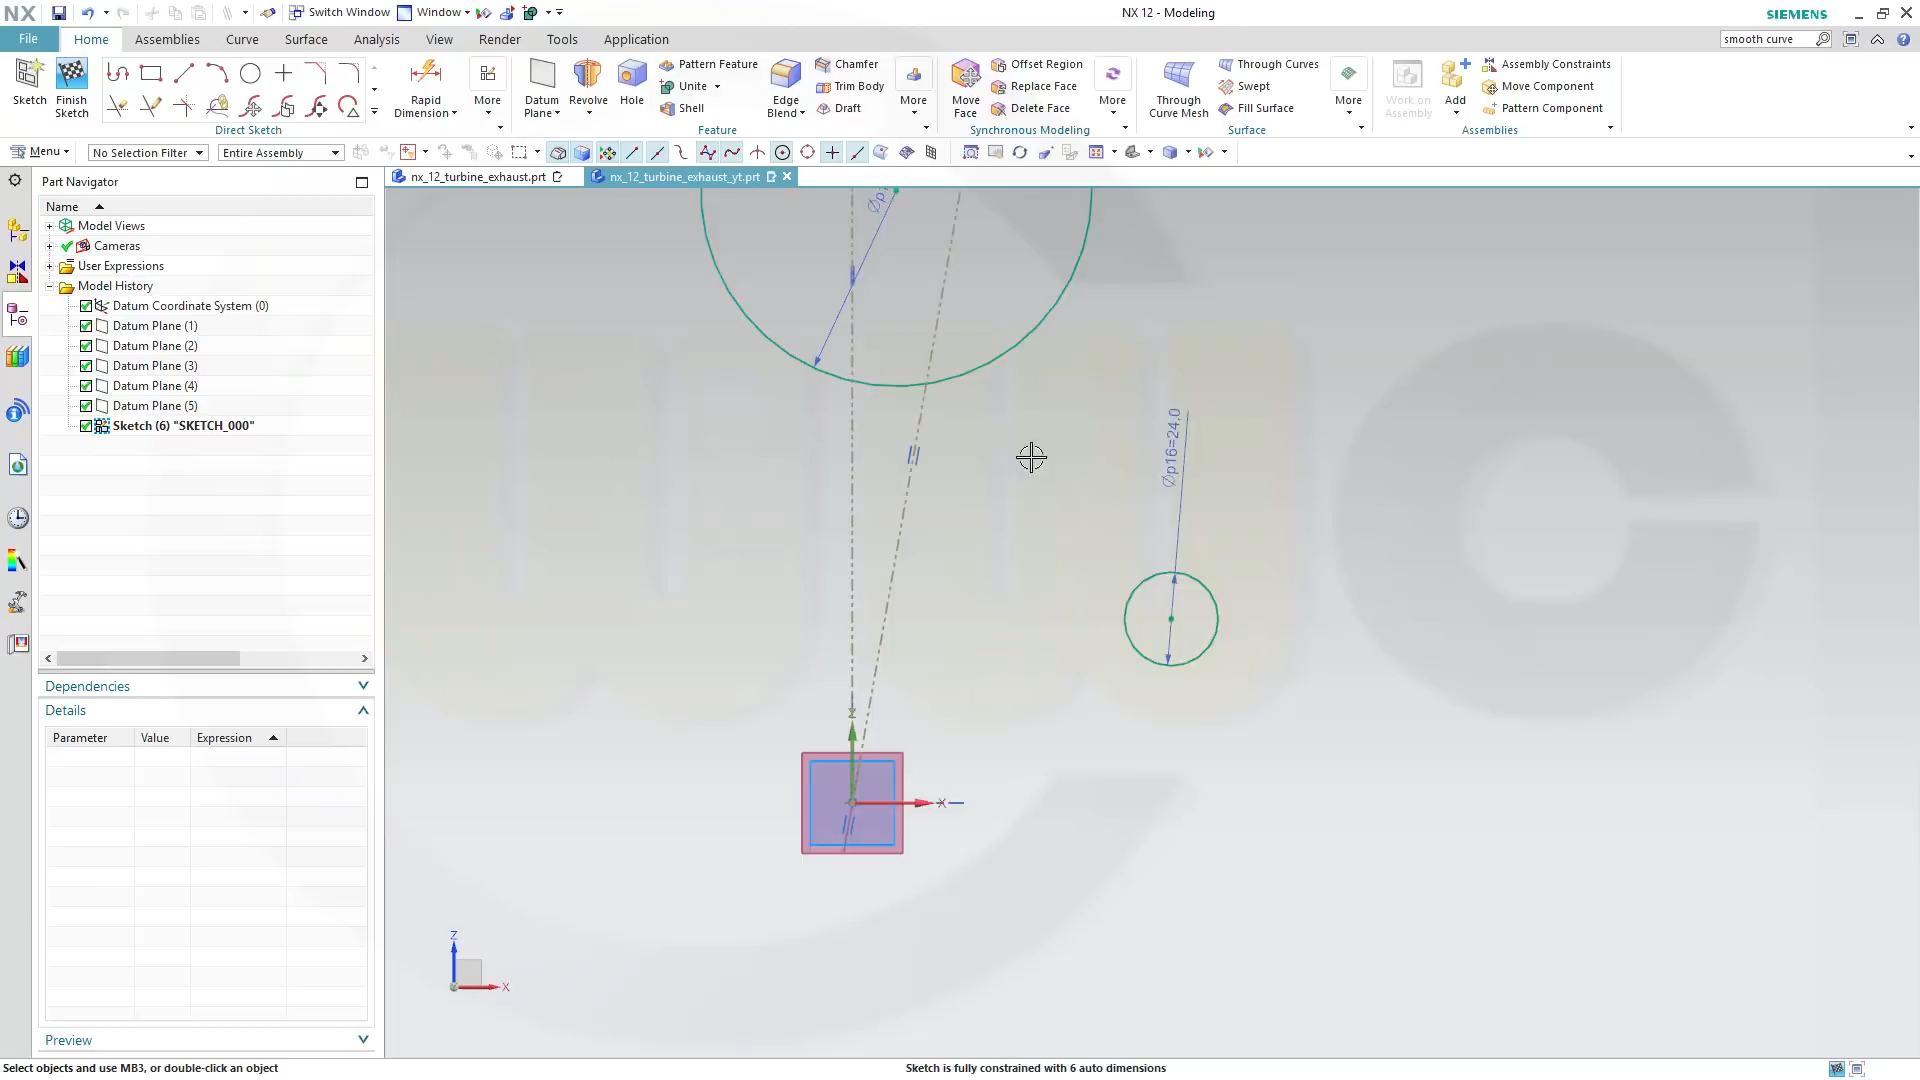 NX Switch Window Window NX 12 - Modeling SIEMENS
File Home Assemblies Curve Surface Analysis View Render Tools Application smooth curve
Sketch Finish Sketch Rapid Dimension More Datum Plane Revolve Hole Pattern Feature Unite Shell Edge Blend Chamfer Trim Body Draft More Move Face Offset Region Replace Face Delete Face More Through Curve Mesh Through Curves Swept Fill Surface More Work on Assembly Add Assembly Constraints Move Component Pattern Component
Direct Sketch Feature Synchronous Modeling Surface Assemblies
Menu No Selection Filter Entire Assembly
nx_12_turbine_exhaust.prt nx_12_turbine_exhaust_yt.prt
Part Navigator
Name
Model Views
Cameras
User Expressions
Model History
Datum Coordinate System (0)
Datum Plane (1)
Datum Plane (2)
Datum Plane (3)
Datum Plane (4)
Datum Plane (5)
Sketch (6) "SKETCH_000"
Dependencies
Details
Parameter Value Expression
Preview
Øp16=24,0
X
Z
X
Select objects and use MB3, or double-click an object Sketch is fully constrained with 6 auto dimensions